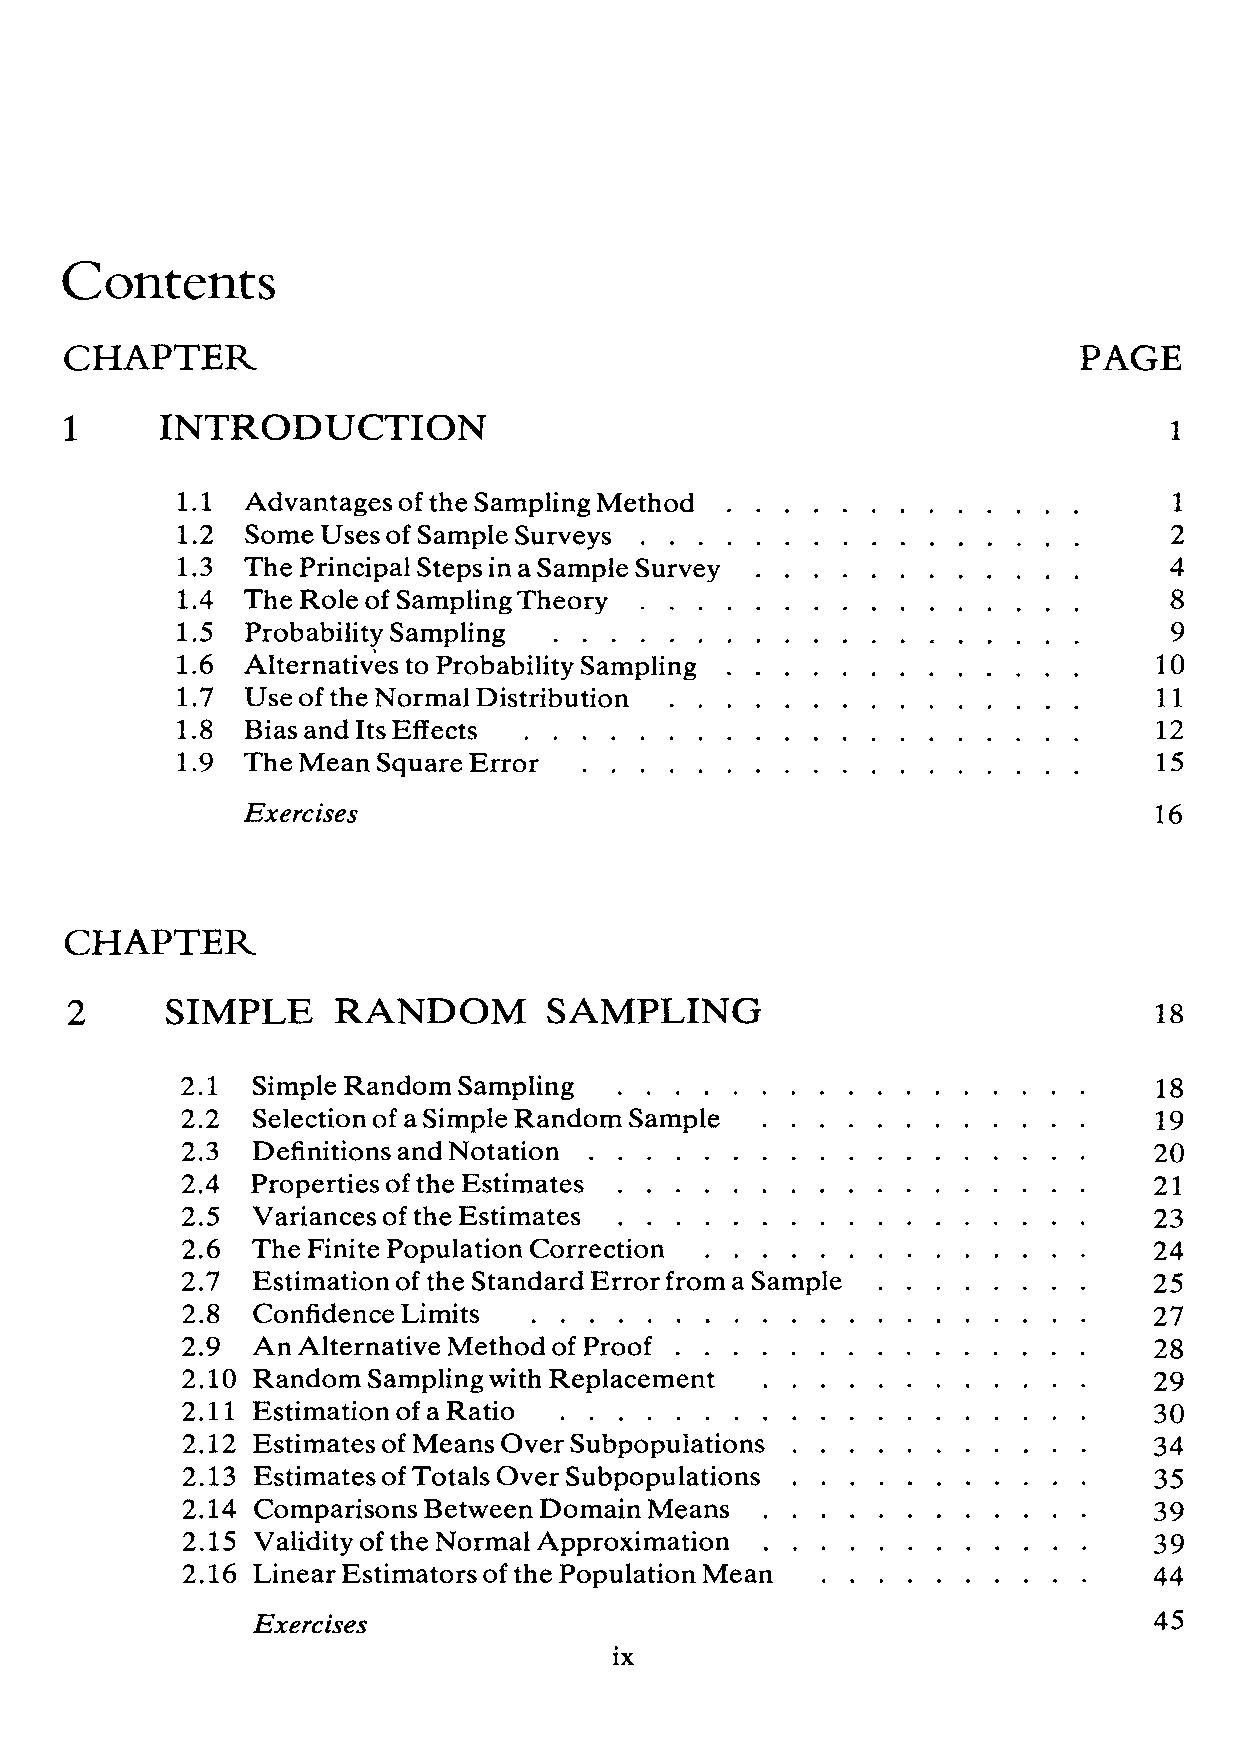 Contents
CHAPTER PAGE
1 INTRODUCTION 1
1.1 Advantages of the Sampling Method . . . . . . . . . . . . . 1
1.2 Some Uses of Sample Surveys . . . . . . . . . . . . . . . . 2
1.3 The Principal Steps in a Sample Survey . . . . . . . . . . . . 4
1.4 The Role of Sampling Theory . . . . . . . . . . . . . . . . 8
1.5 Probability Sampling . . . . . . . . . . . . . . . . . . . 9
1.6 Alternatives to Probability Sampling . . . . . . . . . . . . . 10
1.7 Use of the Normal Distribution . . . . . . . . . . . . . . . 11
1.8 Bias and Its Effects . . . . . . . . . . . . . . . . . . . . 12
1.9 The Mean Square Error . . . . . . . . . . . . . . . . . . 15
Exercises 16
CHAPTER
2 SIMPLE RANDOM SAMPLING 18
2.1 Simple Random Sampling . . . . . . . . . . . . . . . . . 18
2.2 Selection of a Simple Random Sample . . . . . . . . . . . . 19
2.3 Definitions and Notation . . . . . . . . . . . . . . . . . . 20
2.4 Properties of the Estimates . . . . . . . . . . . . . . . . . 21
2.5 Variances of the Estimates . . . . . . . . . . . . . . . . . 23
2.6 The Finite Population Correction . . . . . . . . . . . . . . 24
2.7 Estimation of the Standard Error from a Sample . . . . . . . . 25
2.8 Confidence Limits . . . . . . . . . . . . . . . . . . . . 27
2.9 An Alternative Method of Proof . . . . . . . . . . . . . . . 28
2.10 Random Sampling with Replacement . . . . . . . . . . . . 29
2.11 Estimation of a Ratio . . . . . . . . . . . . . . . . . . . 30
2.12 Estimates of Means Over Subpopulations . . . . . . . . . . . 34
2.13 Estimates of Totals Over Subpopulations . . . . . . . . . . . 35
2.14 Comparisons Between Domain Means . . . . . . . . . . . . 39
2.15 Validity of the Normal Approximation . . . . . . . . . . . . 39
2.16 Linear Estimators of the Population Mean . . . . . . . . . . 44
Exercises 45
ix